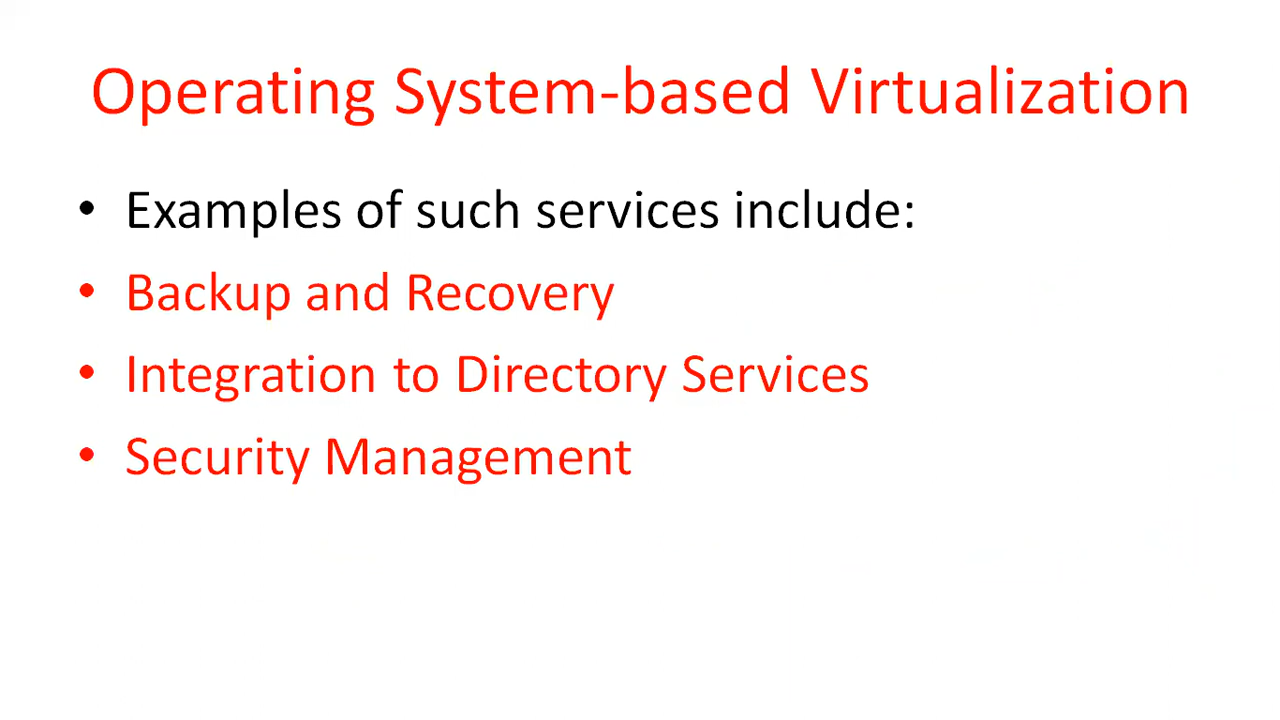 Operating System-based Virtualization
• Examples of such services include:
• Backup and Recovery
• Integration to Directory Services
• Security Management